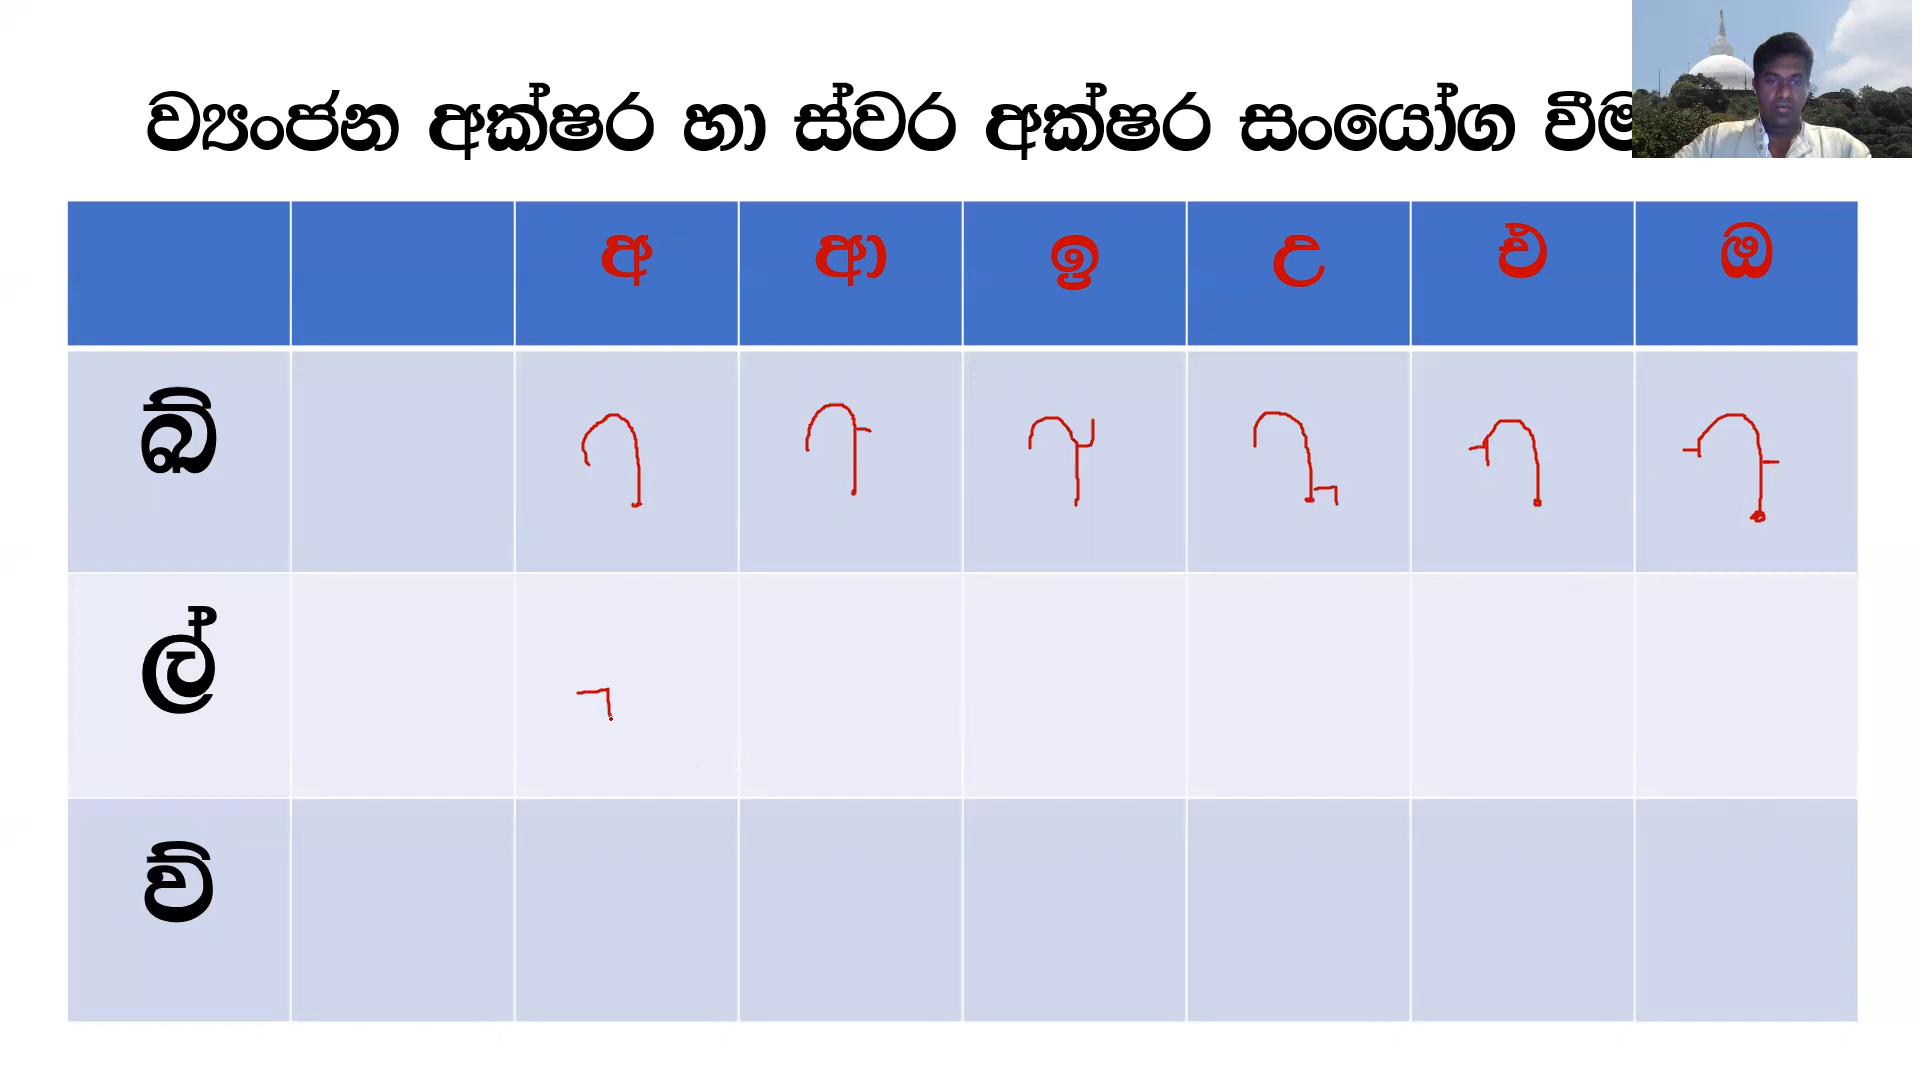 ව්‍යංජන අක්ෂර හා ස්වර අක්ෂර සංයෝග වීම
අ ආ ඉ උ එ ඔ
ඛ්
ල්
ච්